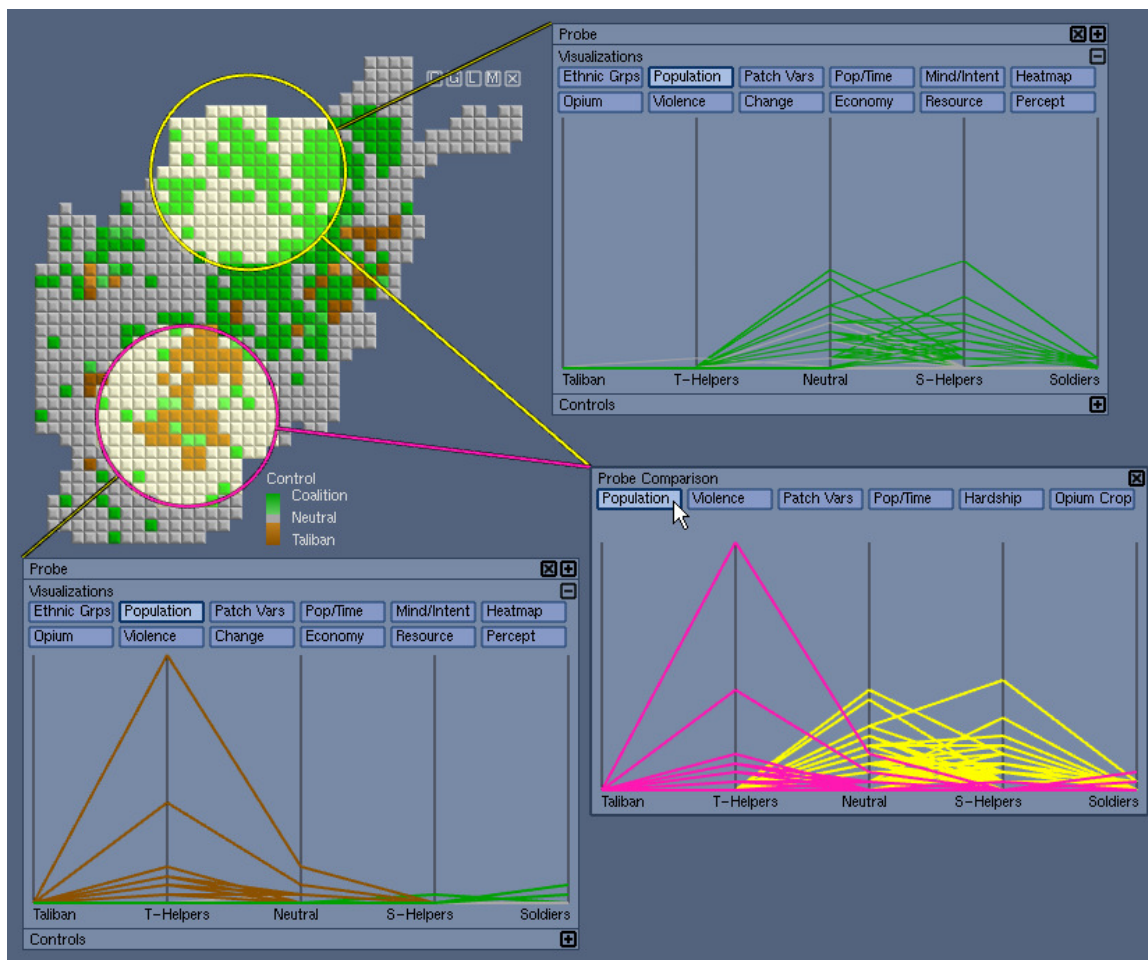 Probe
Visualizations
Ethnic Grps Population Patch Vars Pop/Time Mind/Intent Heatmap
Opium Violence Change Economy Resource Percept
Taliban T-Helpers Neutral S-Helpers Soldiers
Controls
G L M X
Control
Coalition
Neutral
Taliban
Probe Comparison
Population Violence Patch Vars Pop/Time Hardship Opium Crop
Taliban T-Helpers Neutral S-Helpers Soldiers
Probe
Visualizations
Ethnic Grps Population Patch Vars Pop/Time Mind/Intent Heatmap
Opium Violence Change Economy Resource Percept
Taliban T-Helpers Neutral S-Helpers Soldiers
Controls